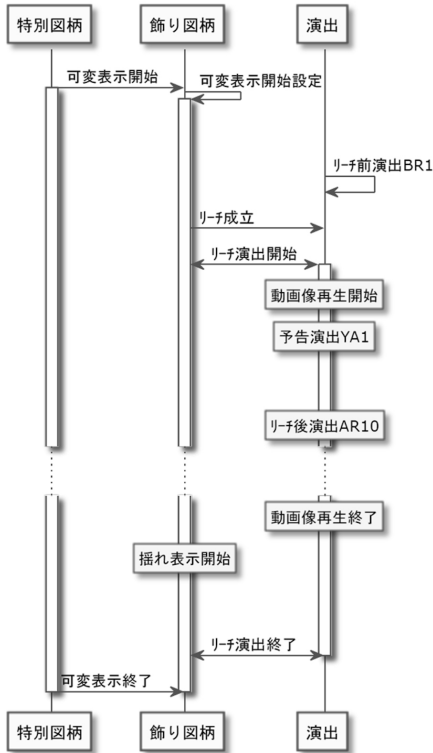 特別図柄
飾り図柄
演出
可変表示開始
可変表示開始設定
ﾘｰﾁ前演出BR1
ﾘｰﾁ成立
ﾘｰﾁ演出開始
動画像再生開始
予告演出YA1
ﾘｰﾁ後演出AR10
動画像再生終了
揺れ表示開始
ﾘｰﾁ演出終了
可変表示終了
特別図柄
飾り図柄
演出